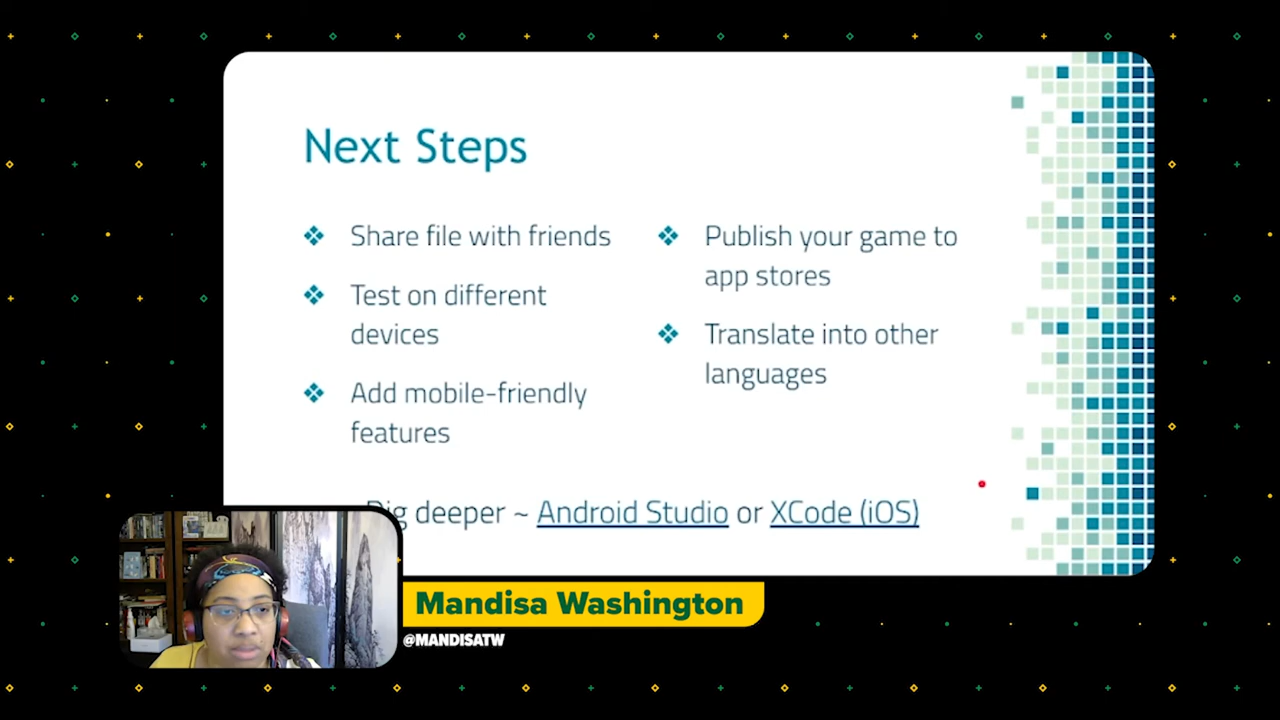 Next Steps
❖ Share file with friends
❖ Test on different
devices
❖ Add mobile-friendly
features
❖ Publish your game to
app stores
❖ Translate into other
languages
Dig deeper ~ Android Studio or XCode (iOS)
Mandisa Washington
@MANDISATW